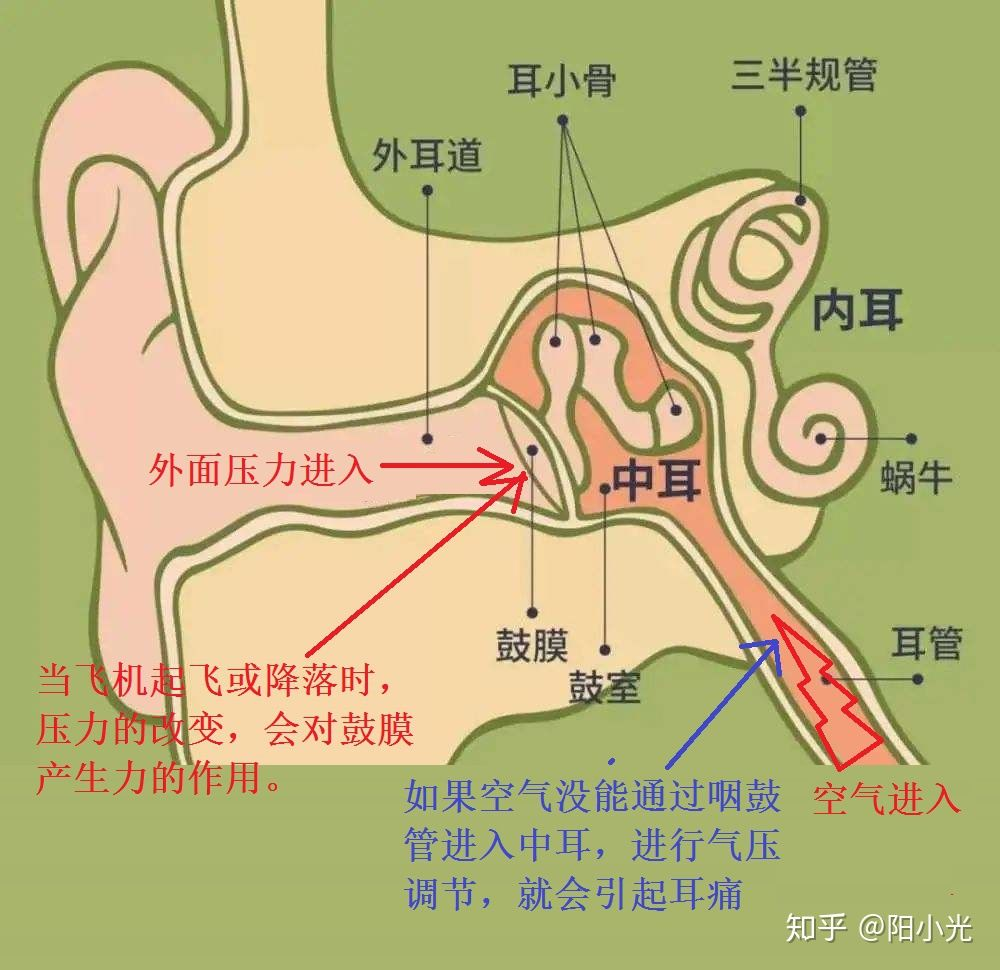 耳小骨
三半规管
外耳道
内耳
外面压力进入
中耳
蜗牛
鼓膜
耳管
鼓室
当飞机起飞或降落时，
压力的改变，会对鼓膜
产生力的作用。
如果空气没能通过咽鼓
管进入中耳，进行气压
调节，就会引起耳痛
空气进入
知乎 @阳小光